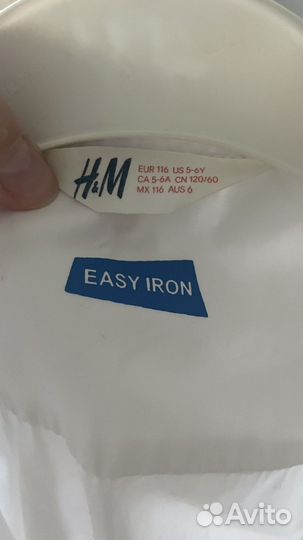 H&M
EUR 116 US 5-6Y
CA 5-6A CN 120/60
MX 116 AUS 6
EASY IRON
Avito